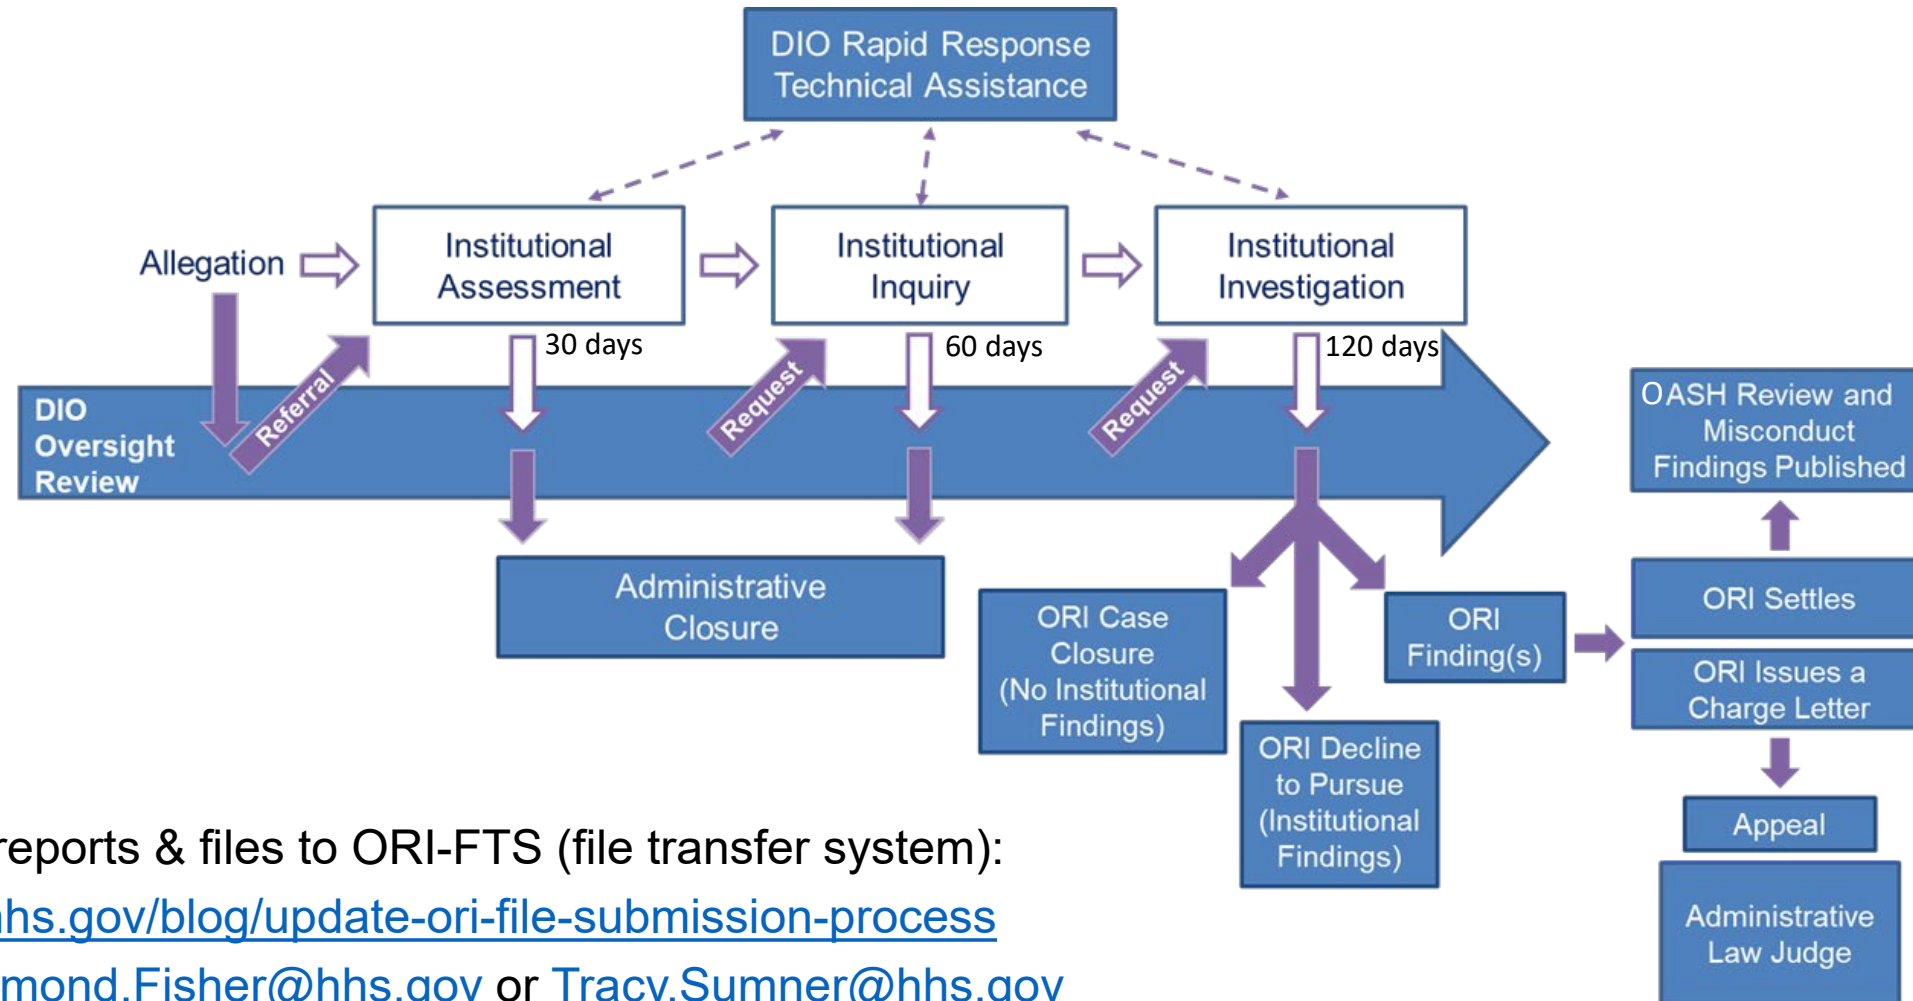 DIO Rapid Response
Technical Assistance
Allegation
Institutional
Assessment
Institutional
Inquiry
Institutional
Investigation
30 days
60 days
120 days
Referral
Request
Request
DIO
Oversight
Review
Administrative
Closure
ORI Case
Closure
(No Institutional
Findings)
ORI Decline
to Pursue
(Institutional
Findings)
ORI
Finding(s)
OASH Review and
Misconduct
Findings Published
ORI Settles
ORI Issues a
Charge Letter
Appeal
Administrative
Law Judge
reports & files to ORI-FTS (file transfer system):
hhs.gov/blog/update-ori-file-submission-process
mond.Fisher@hhs.gov or Tracy.Sumner@hhs.gov